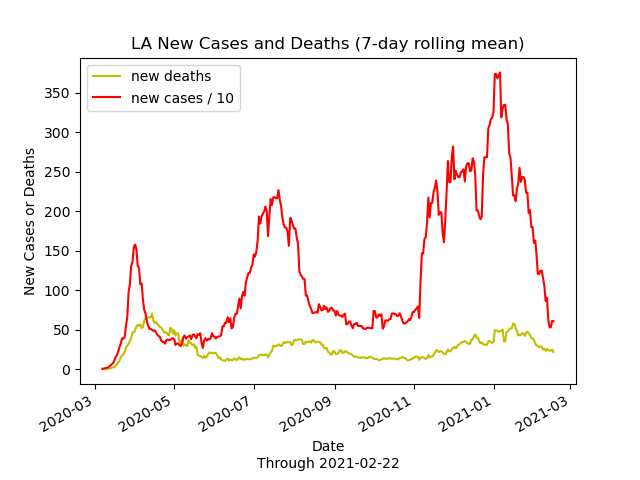 LA New Cases and Deaths (7-day rolling mean)
new deaths
new cases / 10
New Cases or Deaths
350
300
250
200
150
100
50
0
2020-03
2020-05
2020-07
2020-09
2020-11
2021-01
2021-03
Date
Through 2021-02-22